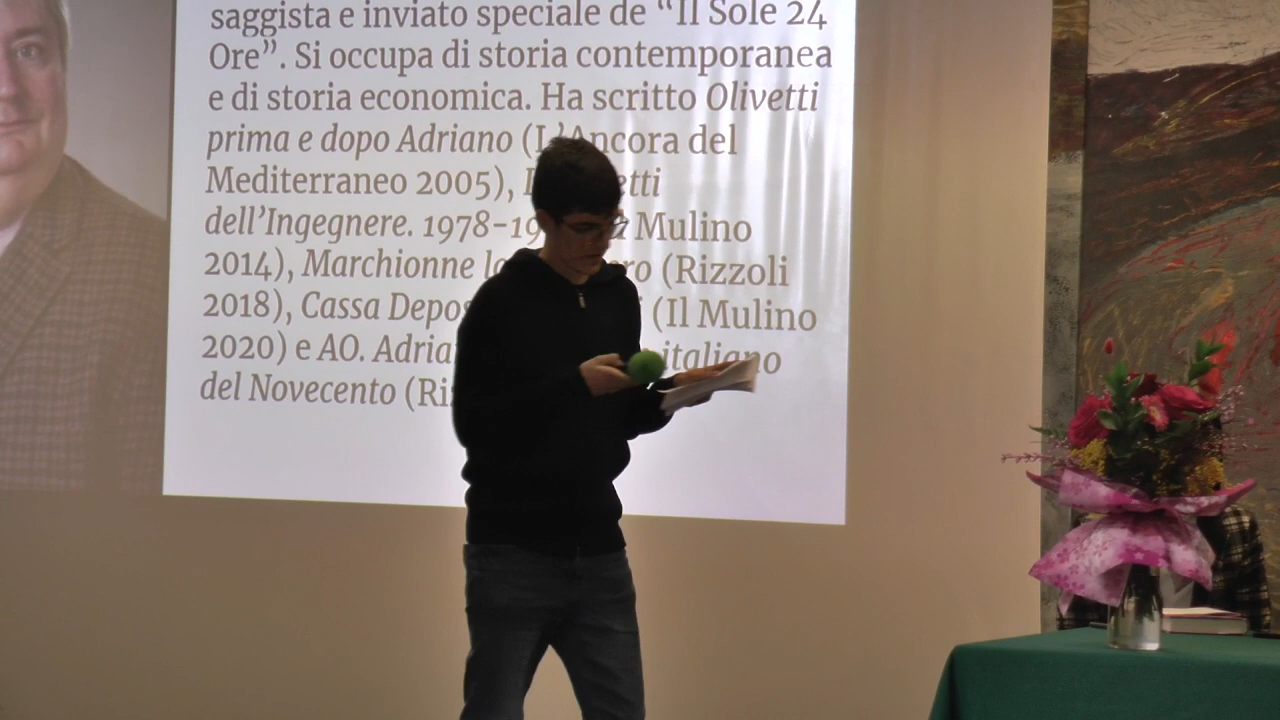 saggista e inviato speciale de “Il Sole 24
Ore”. Si occupa di storia contemporanea
e di storia economica. Ha scritto Olivetti
prima e dopo Adriano (L’Ancora del
Mediterraneo 2005),
dell’Ingegnere. 1978-19 Mulino
2014), Marchionne (Rizzoli
2018), Cassa (Il Mulino
2020) e AO. italiano
del Novecento